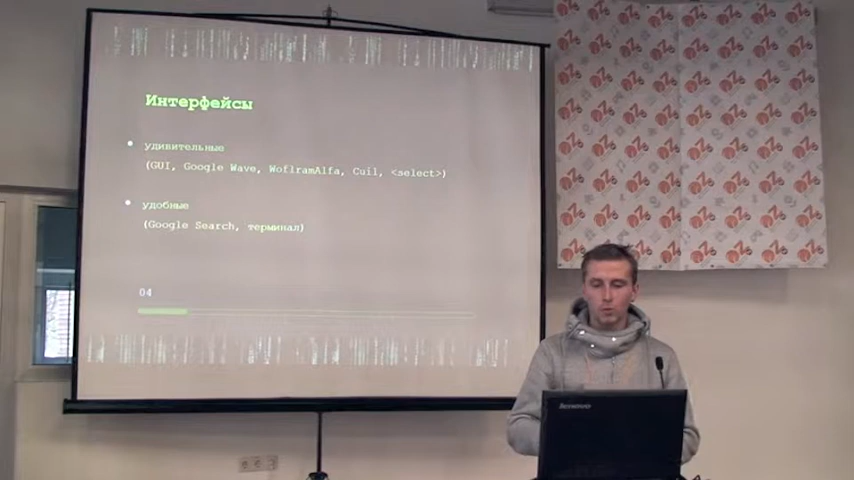 Интерфейсы
удивительные
(GUI, Google Wave, WoflramAlfa, Cuil, <select>)
удобные
(Google Search, терминал)
04
lenovo